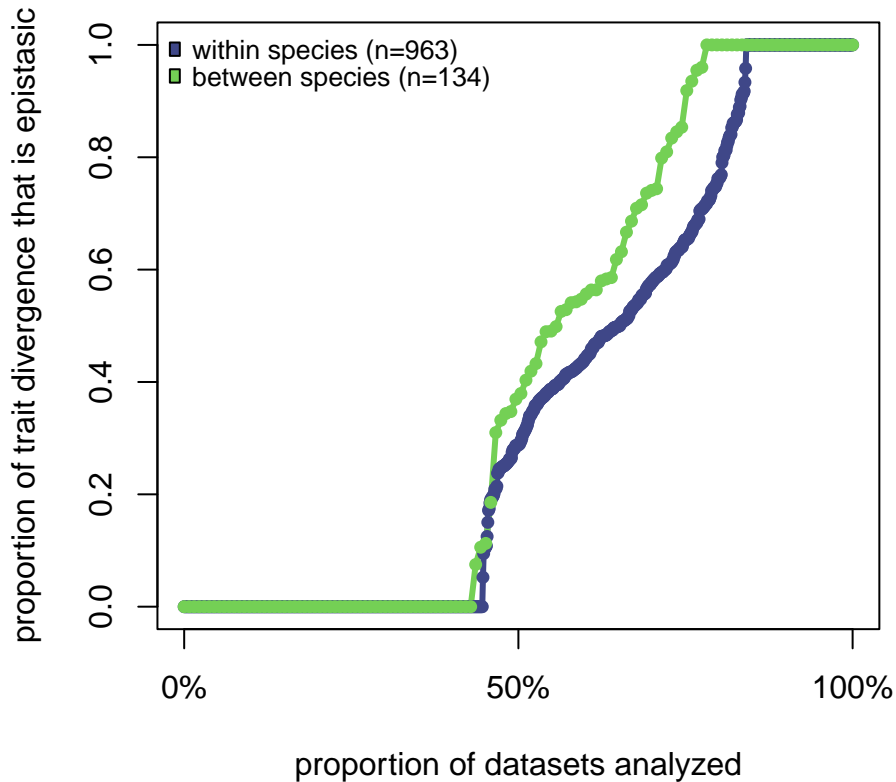 within species (n=963)
between species (n=134)
proportion of trait divergence that is epistasic
0.0
0.2
0.4
0.6
0.8
1.0
0%
50%
100%
proportion of datasets analyzed